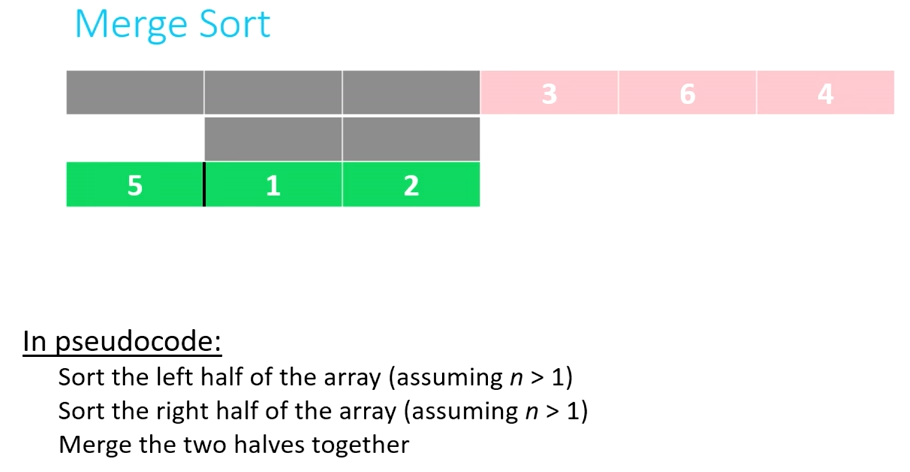 Merge Sort
3 6 4
5 1 2
In pseudocode:
Sort the left half of the array (assuming n > 1)
Sort the right half of the array (assuming n > 1)
Merge the two halves together